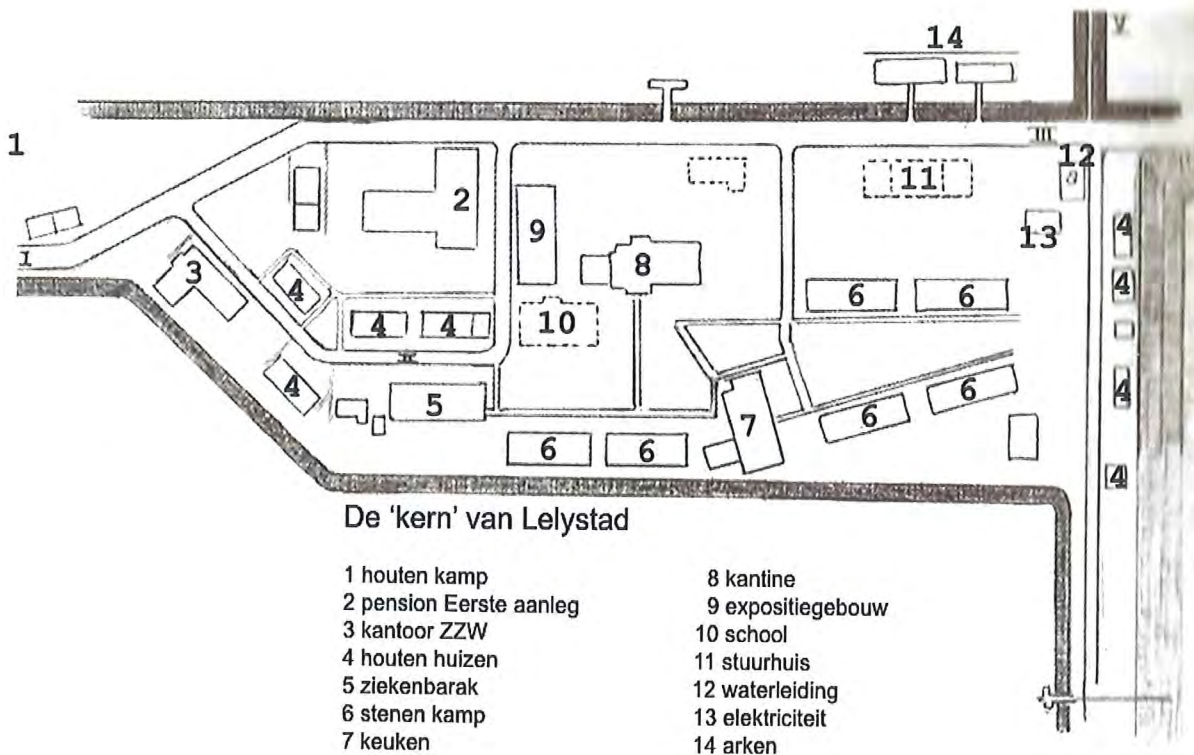 14
V
1
III
12
a
11
2
9
13
4
3
8
4
6
6
4
1
4
4
10
II
4
4
5
7
6
6
6
6
4
De 'kern' van Lelystad
1 houten kamp
2 pension Eerste aanleg
3 kantoor ZZW
4 houten huizen
5 ziekenbarak
6 stenen kamp
7 keuken
8 kantine
9 expositiegebouw
10 school
11 stuurhuis
12 waterleiding
13 elektriciteit
14 arken